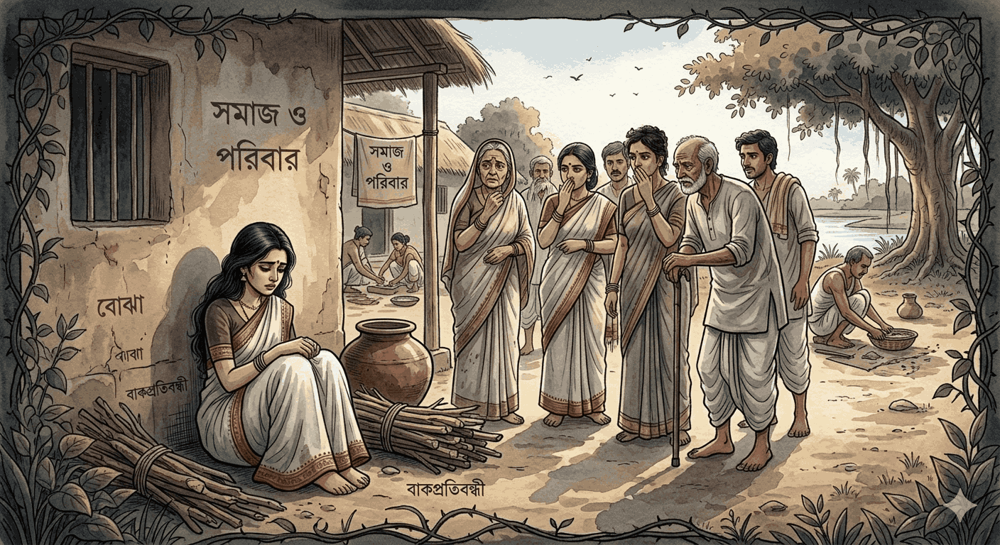 সমাজ ও
পরিবার
সমাজ
ও
পরিবার
বোঝা
বাকপ্রতিবন্ধী
বাকপ্রতিবন্ধী